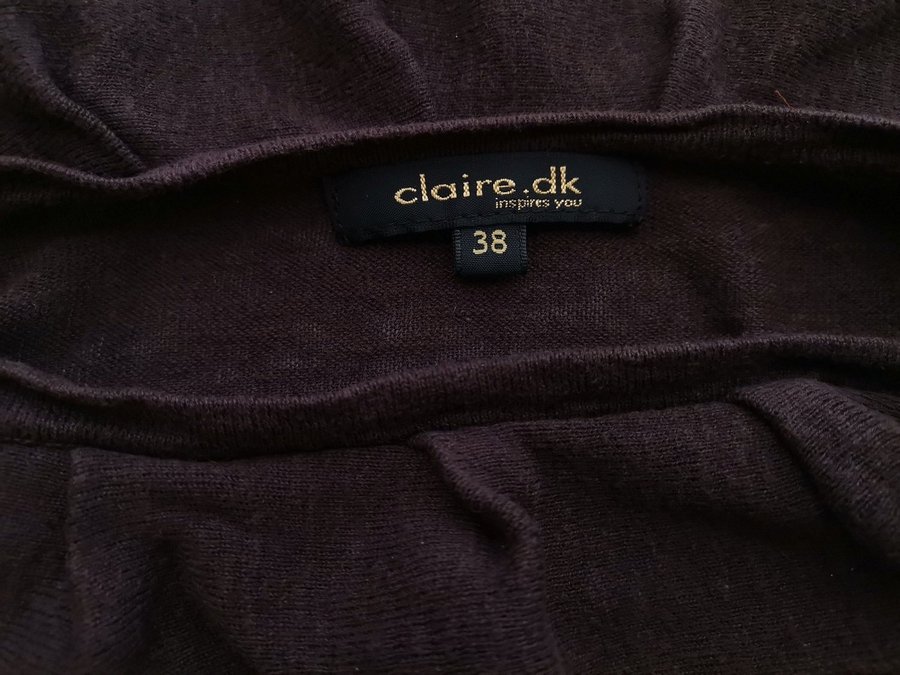 claire.dk
inspires you
38